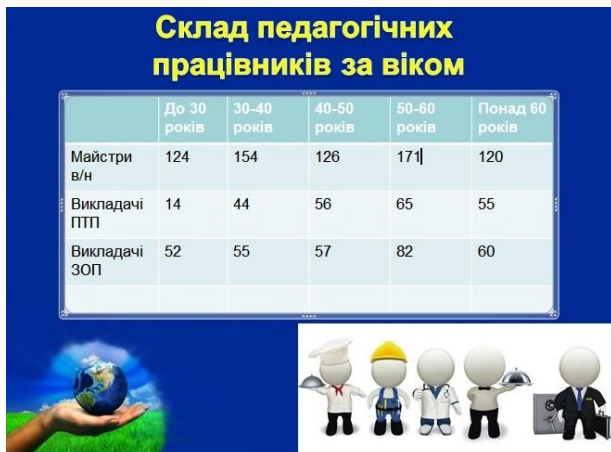 Склад педагогічних
працівників за віком
До 30 30-40 40-50 50-60 Понад 60
років років років років років
Майстри 124 154 126 171 120
в/н
Викладачі 14 44 56 65 55
ПТП
Викладачі 52 55 57 82 60
ЗОП